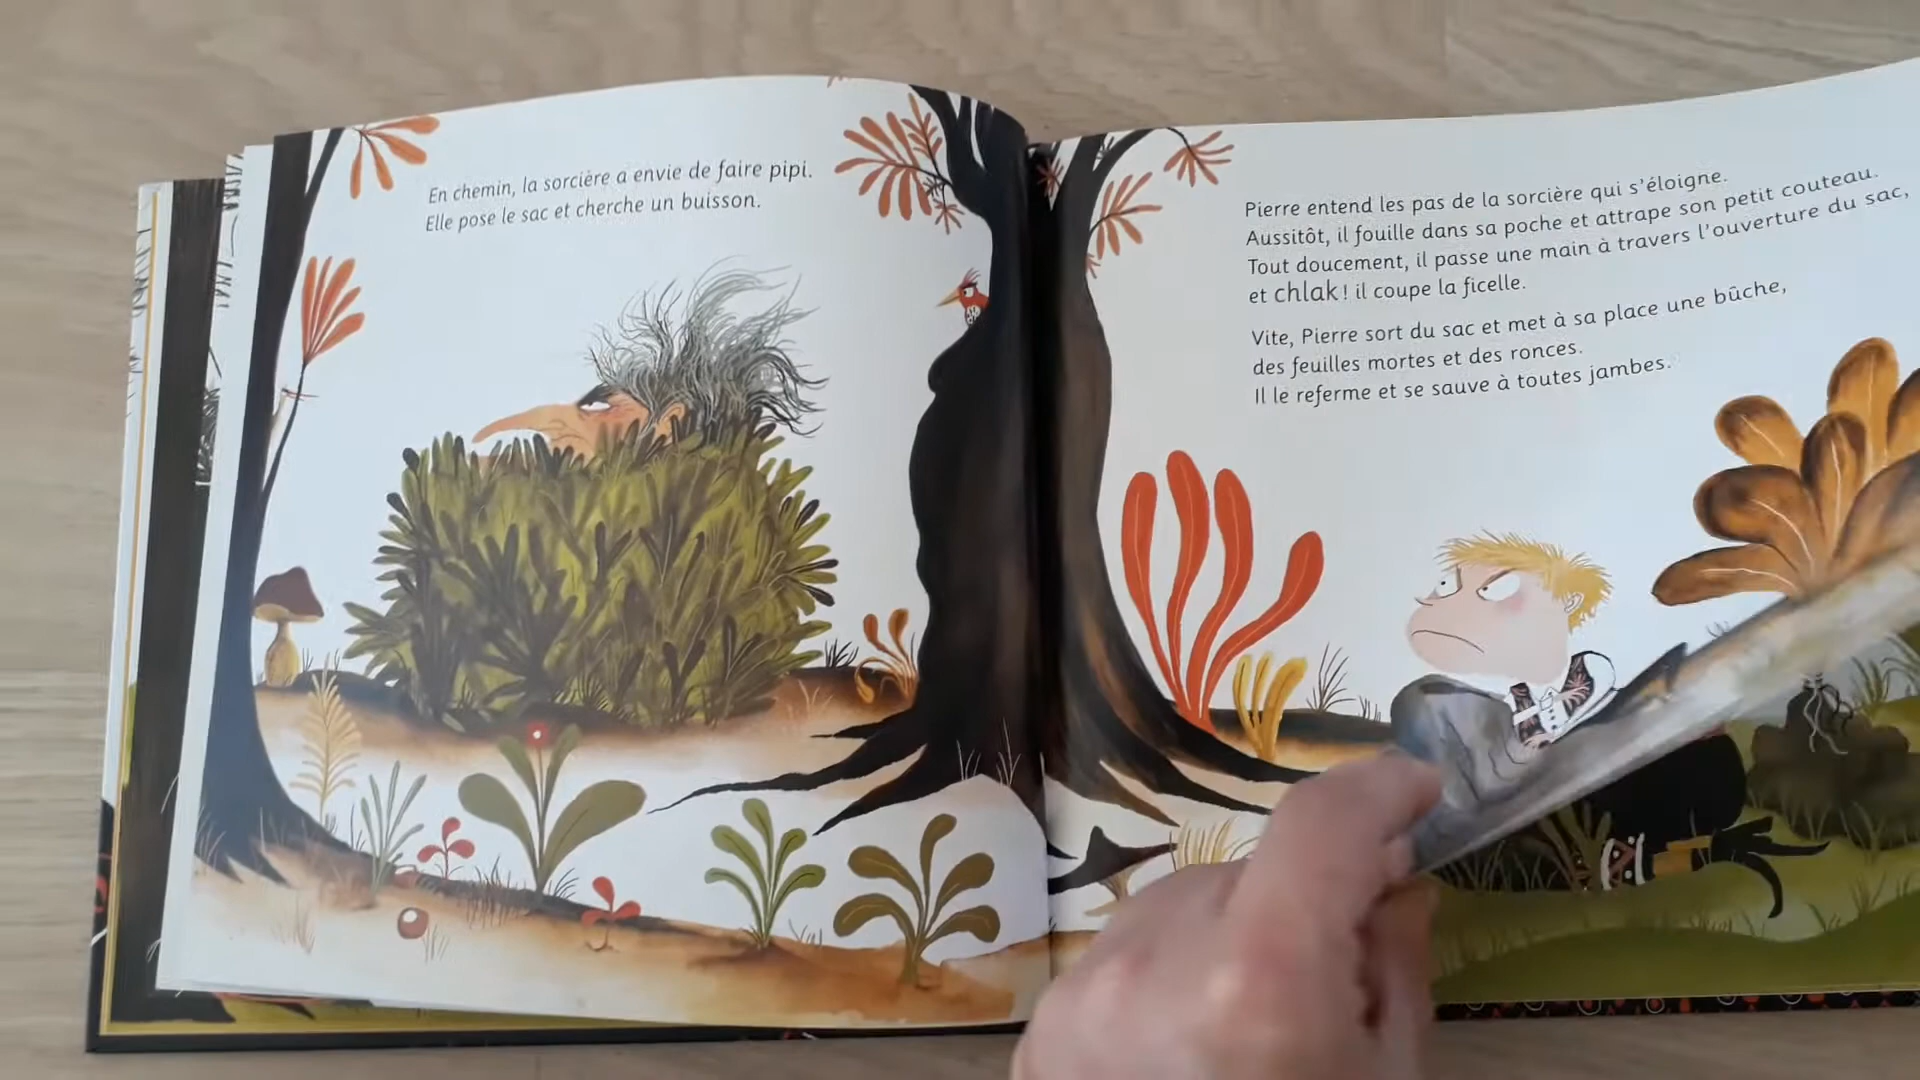 En chemin, la sorcière a envie de faire pipi.
Elle pose le sac et cherche un buisson.
Pierre entend les pas de la sorcière qui s'éloigne.
Aussitôt, il fouille dans sa poche et attrape son petit couteau.
Tout doucement, il passe une main à travers l'ouverture du sac,
et chlak ! il coupe la ficelle.
Vite, Pierre sort du sac et met à sa place une bûche,
des feuilles mortes et des ronces.
Il le referme et se sauve à toutes jambes.